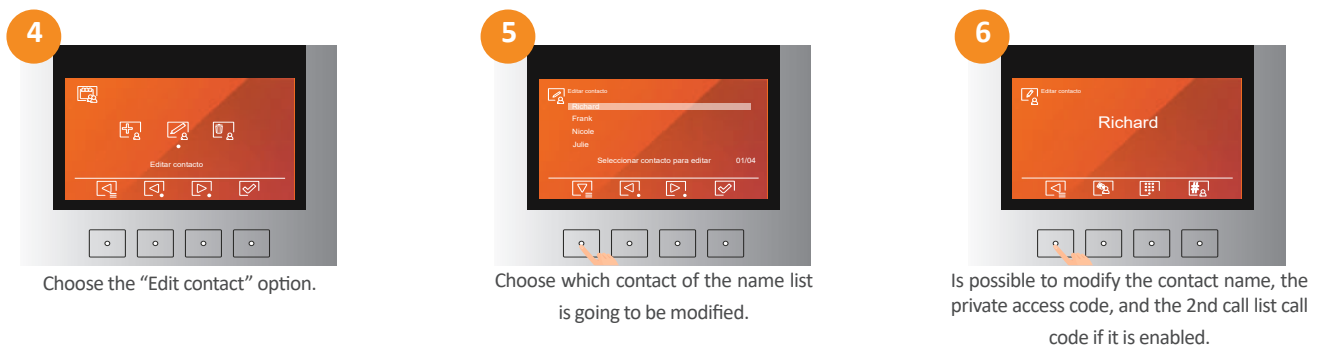 4
Editar contacto
Choose the “Edit contact” option.
5
Editar contacto
Richard
Frank
Nicole
Julie
Seleccionar contacto para editar 01/04
Choose which contact of the name list
is going to be modified.
6
Editar contacto
Richard
#
Is possible to modify the contact name, the
private access code, and the 2nd call list call
code if it is enabled.